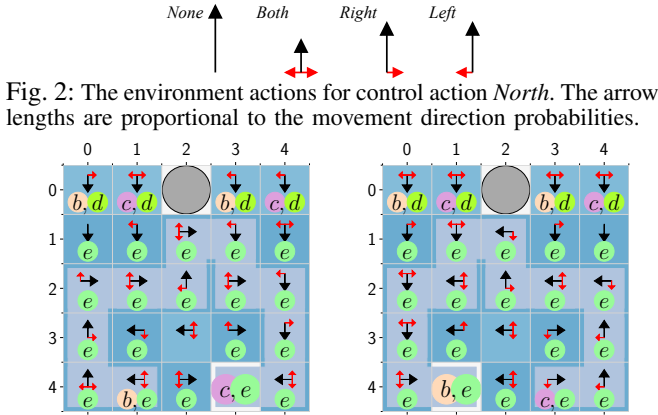 None Both Right Left
Fig. 2: The environment actions for control action North. The arrow
lengths are proportional to the movement direction probabilities.
0 1 2 3 4 0 1 2 3 4
0 b,d c,d b,d c,d 0 b,d c,d b,d c,d
1 e e e e e 1 e e e e e
2 e e e e e 2 e e e e e
3 e e e e 3 e e e e
4 e b,e e c,e e 4 e b,e e c,e e